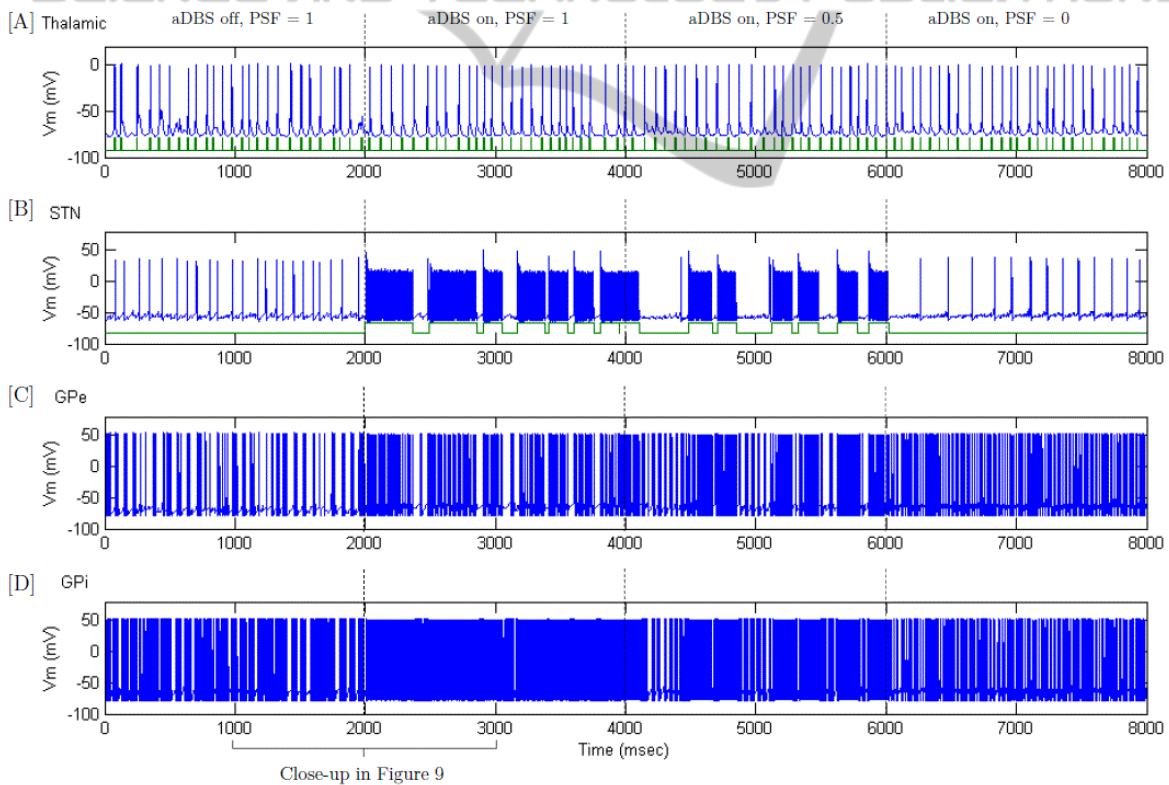 SCIENCE AND TECHNOLOGY PUBLICATIONS
aDBS off, PSF = 1 aDBS on, PSF = 1 aDBS on, PSF = 0.5 aDBS on, PSF = 0
[A] Thalamic
Vm (mV)
0
-50
-100
0 1000 2000 3000 4000 5000 6000 7000 8000
[B] STN
Vm (mV)
50
0
-50
-100
0 1000 2000 3000 4000 5000 6000 7000 8000
[C] GPe
Vm (mV)
50
0
-50
-100
0 1000 2000 3000 4000 5000 6000 7000 8000
[D] GPi
Vm (mV)
50
0
-50
-100
0 1000 2000 3000 4000 5000 6000 7000 8000
Time (msec)
Close-up in Figure 9